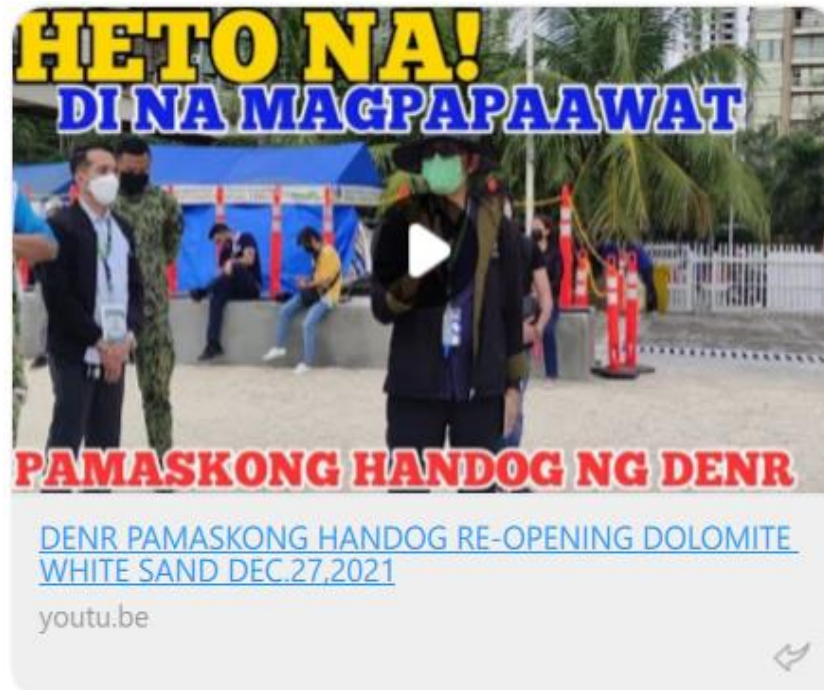 HETO NA!
DI NA MAGPAPAAWAT
PAMASKONG HANDOG NG DENR
DENR PAMASKONG HANDOG RE-OPENING DOLOMITE
WHITE SAND DEC.27,2021
youtu.be